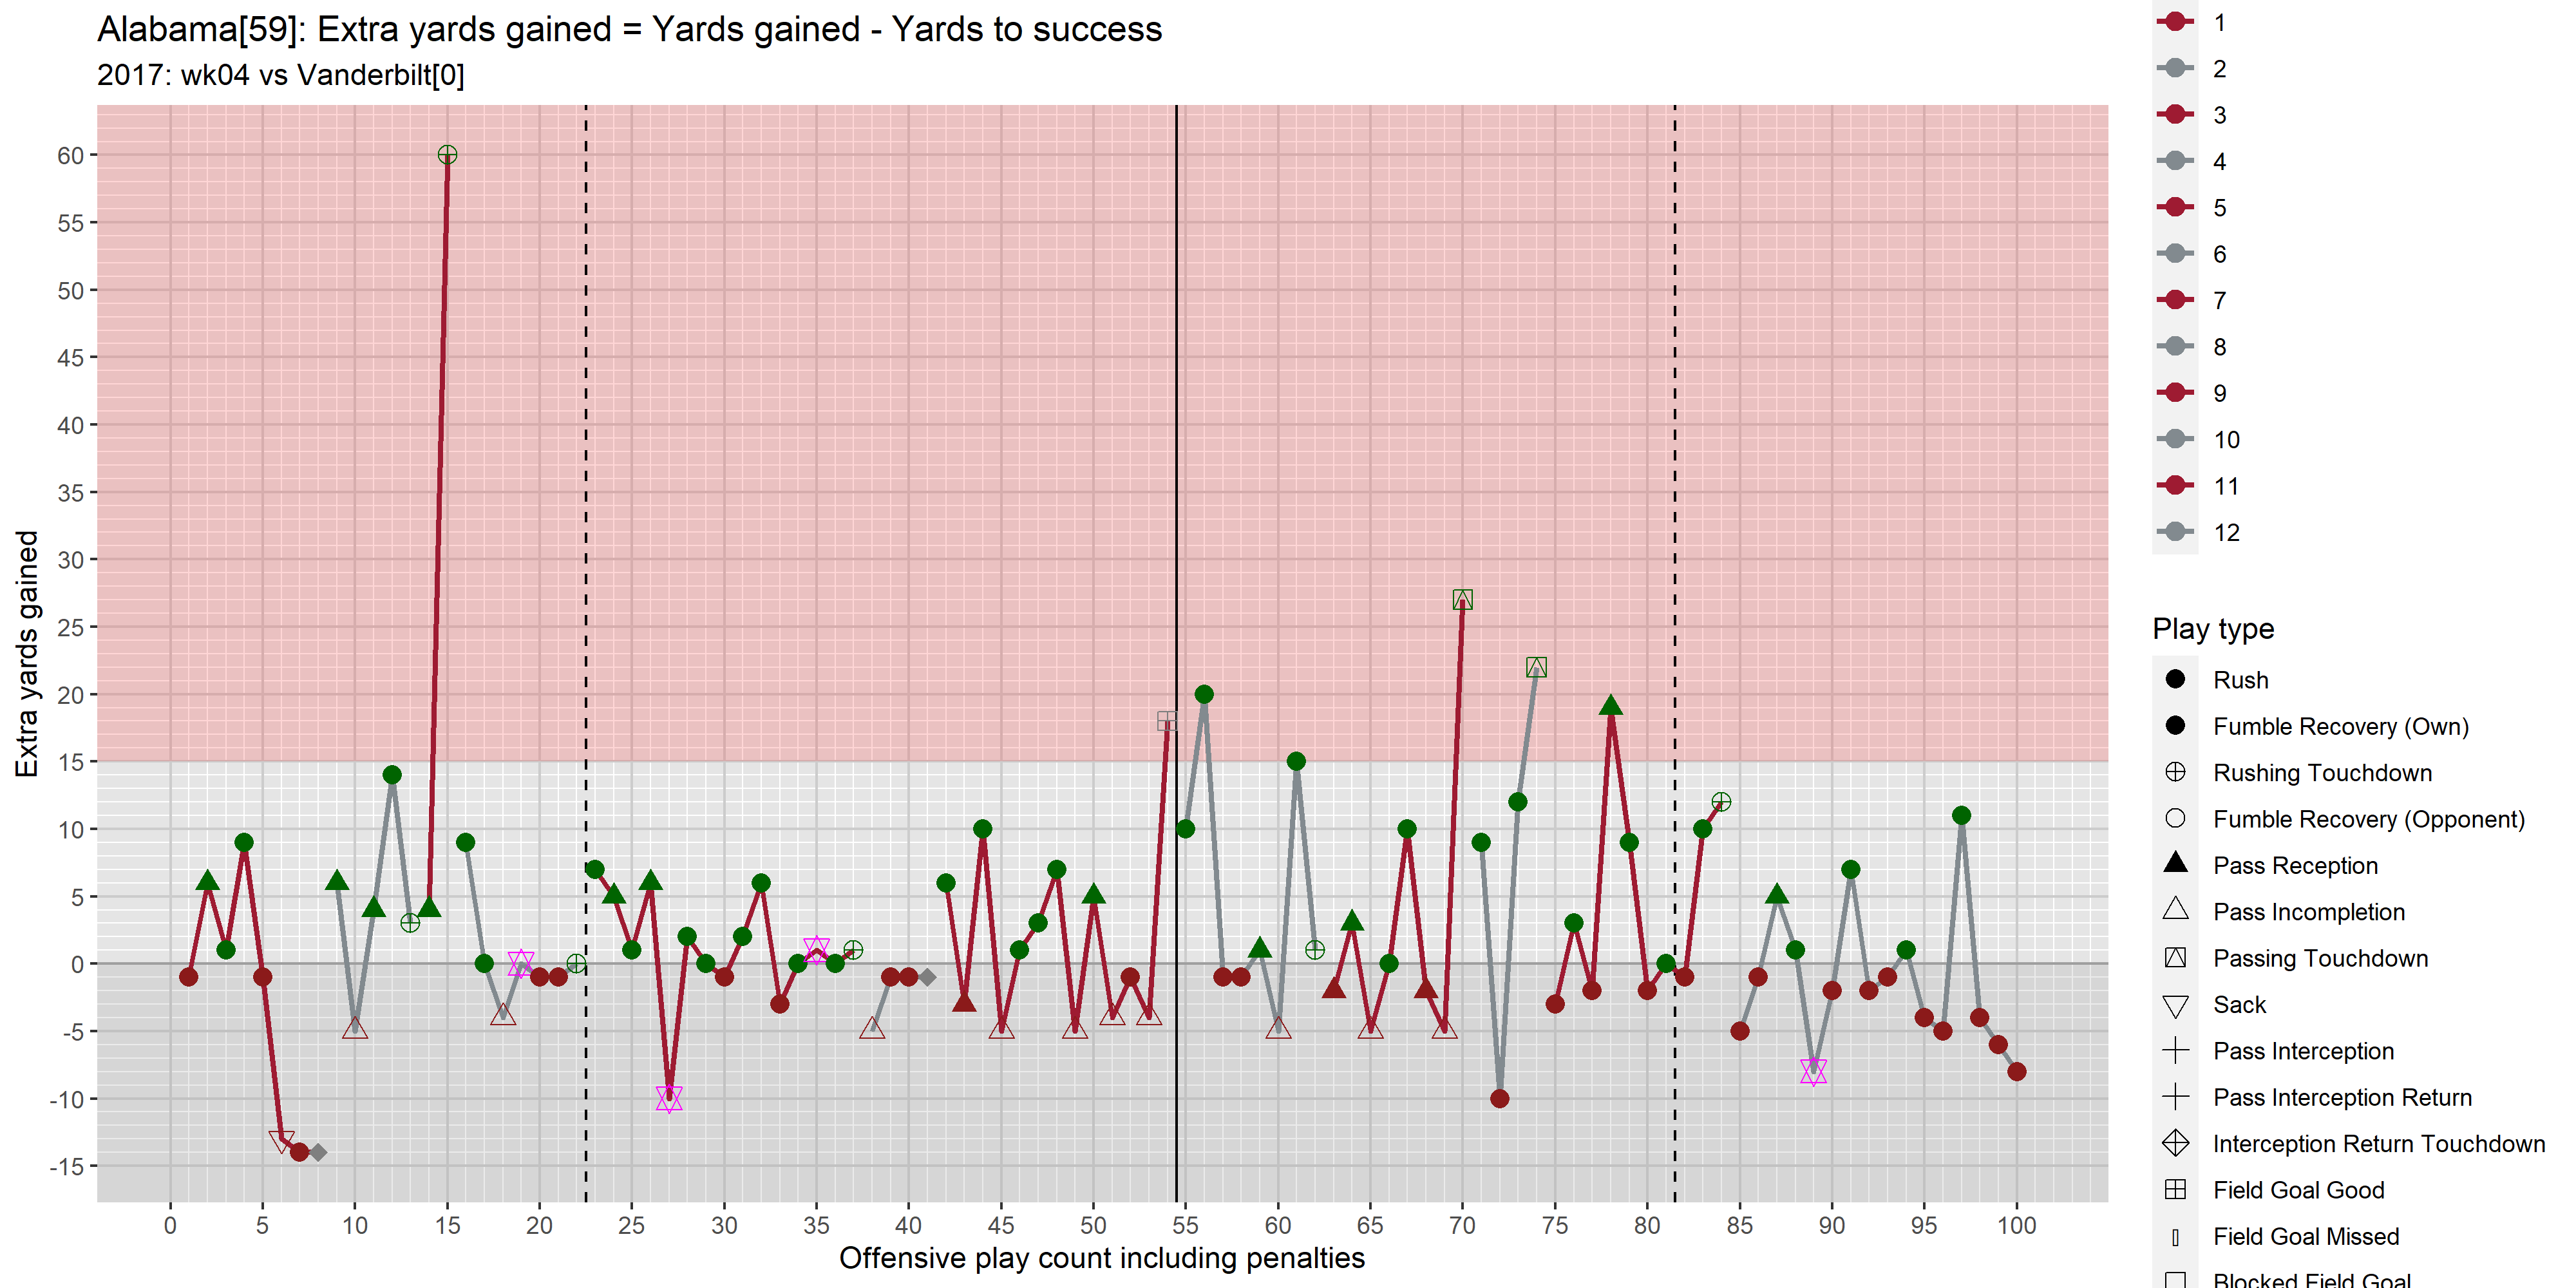 Alabama[59]: Extra yards gained = Yards gained - Yards to success
2017: wk04 vs Vanderbilt[0]
Extra yards gained
60
55
50
45
40
35
30
25
20
15
10
5
0
-5
-10
-15
0 5 10 15 20 25 30 35 40 45 50 55 60 65 70 75 80 85 90 95 100
Offensive play count including penalties
1
2
3
4
5
6
7
8
9
10
11
12
Play type
Rush
Fumble Recovery (Own)
Rushing Touchdown
Fumble Recovery (Opponent)
Pass Reception
Pass Incompletion
Passing Touchdown
Sack
Pass Interception
Pass Interception Return
Interception Return Touchdown
Field Goal Good
Field Goal Missed
Blocked Field Goal